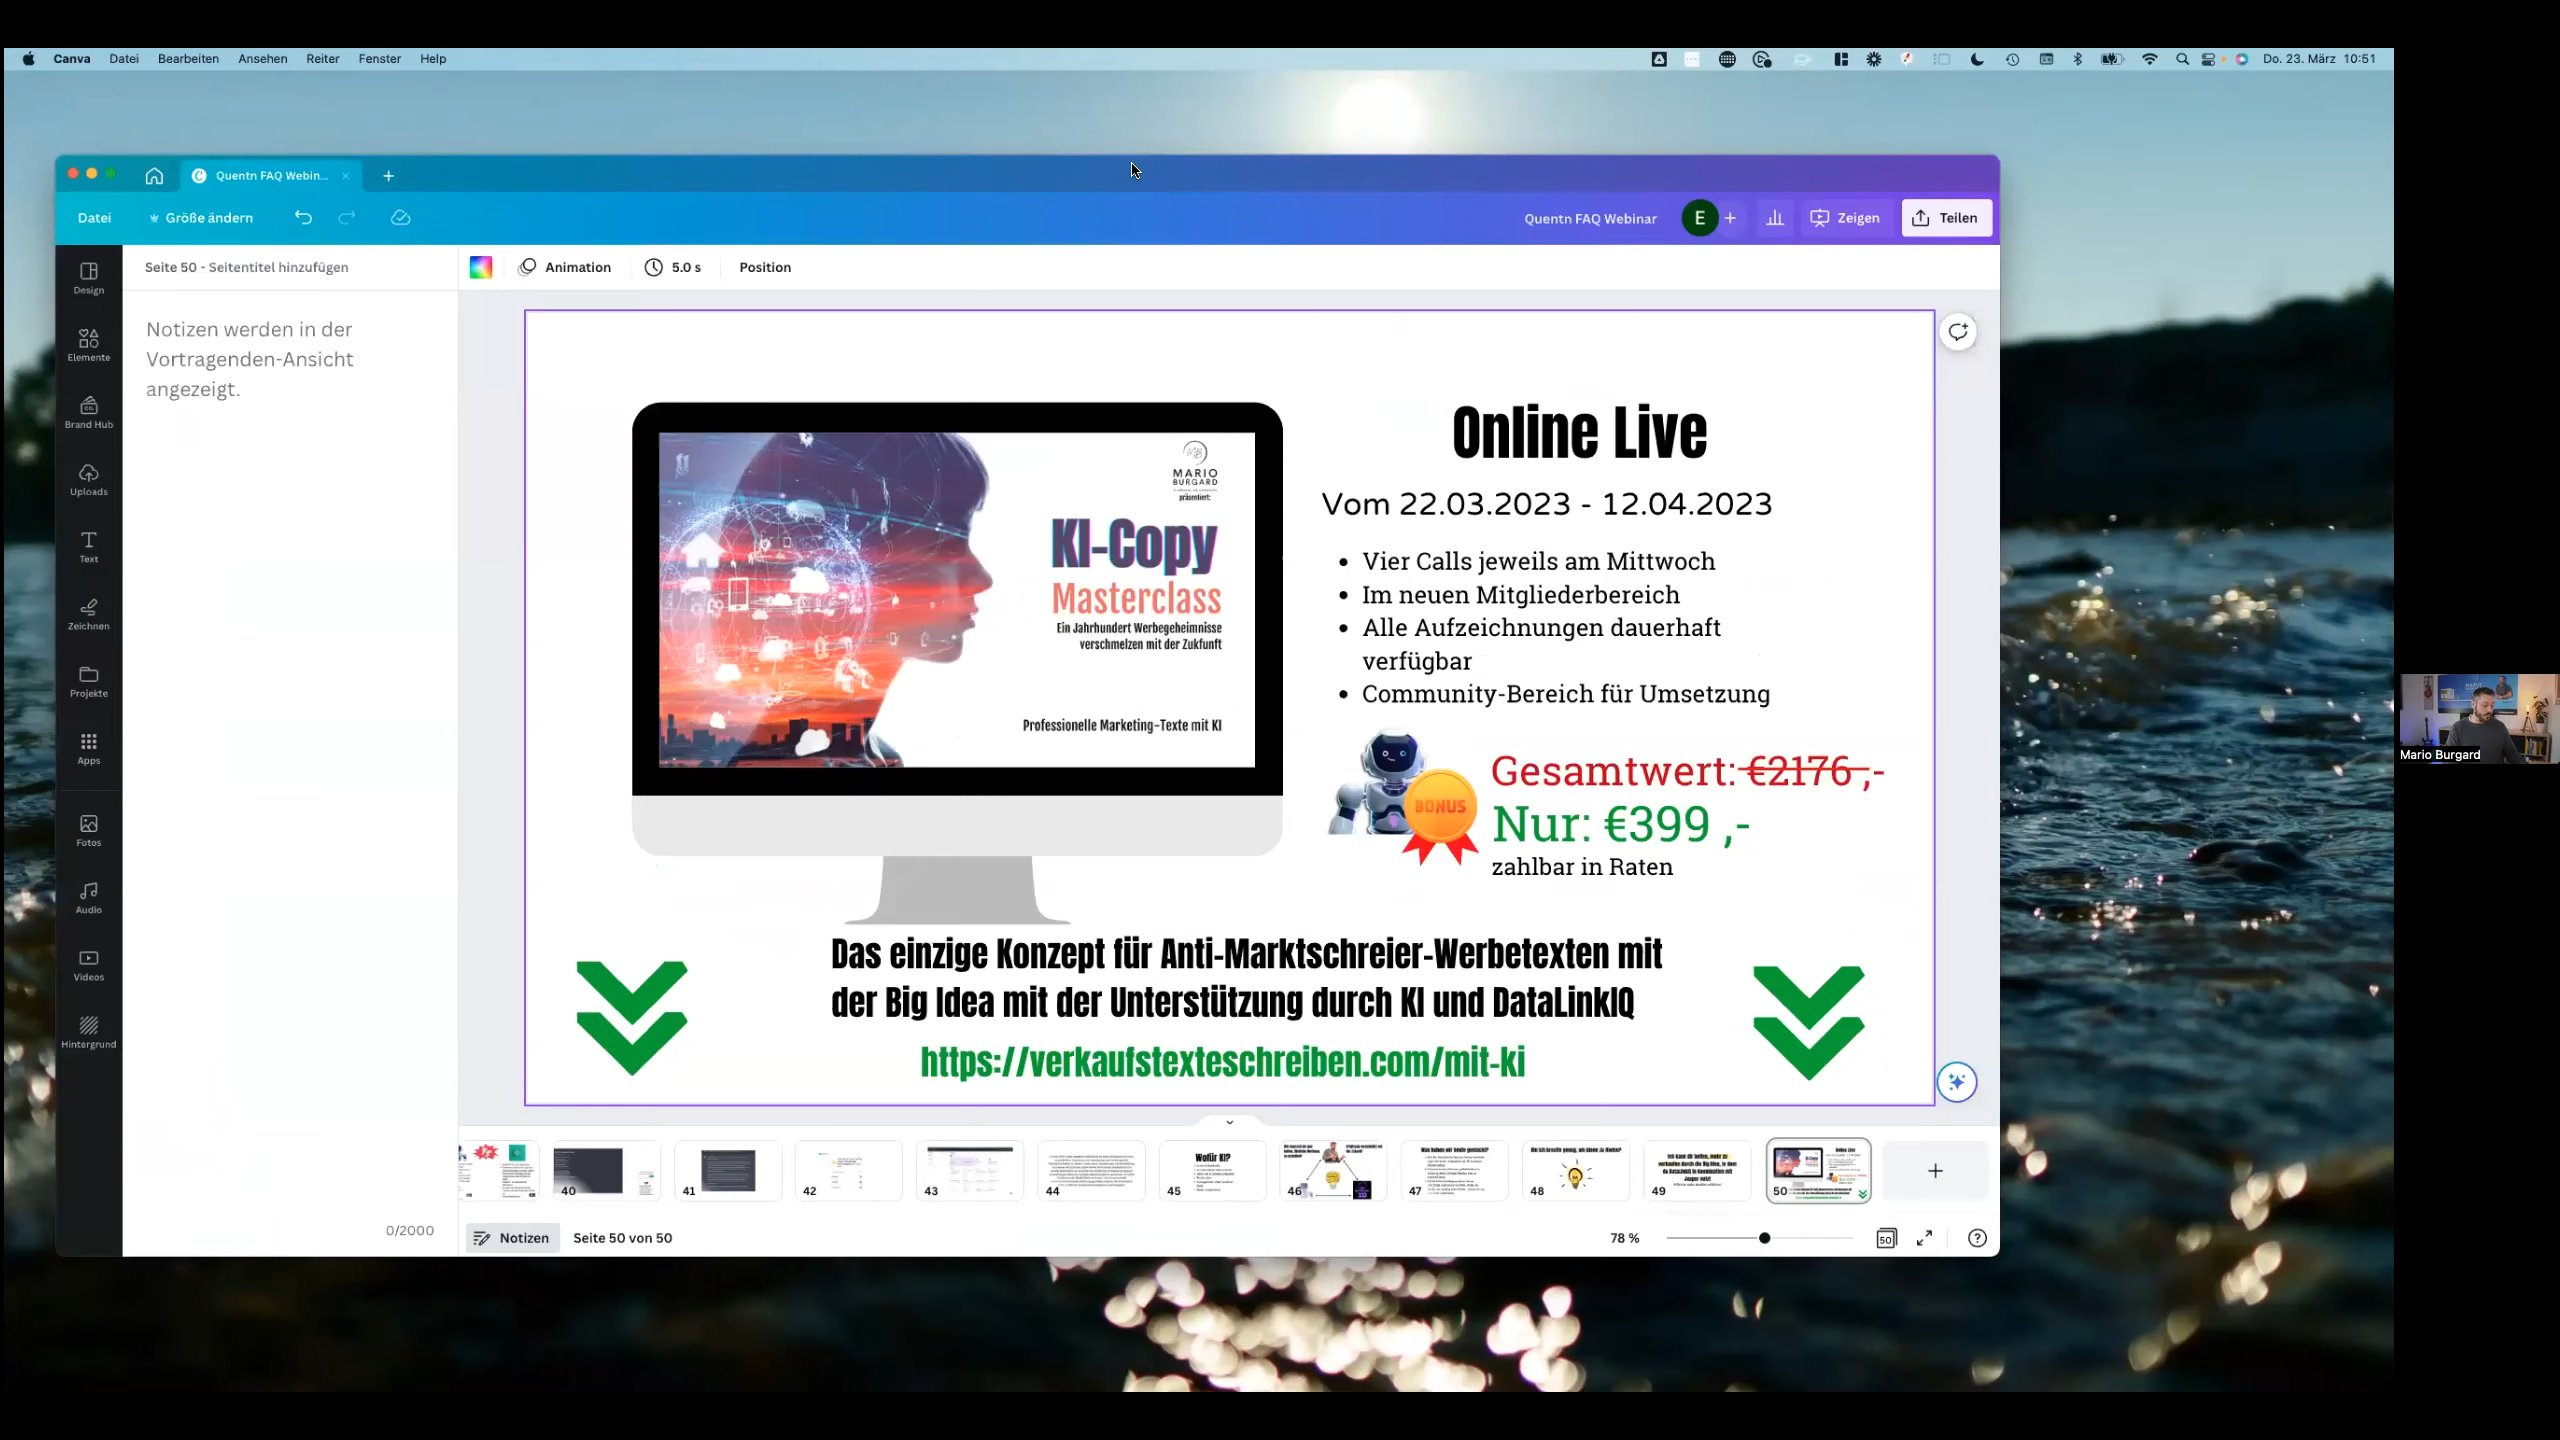 Canva Datei Bearbeiten Ansehen Reiter Fenster Help
Do. 23. März 10:51
Quentn FAQ Webin...
Datei Größe ändern
Quentn FAQ Webinar E Zeigen Teilen
Seite 50 - Seitentitel hinzufügen
Animation 5.0 s Position
Notizen werden in der
Vortragenden-Ansicht
angezeigt.
Design
Elemente
Brand Hub
Uploads
Text
Zeichnen
Projekte
Apps
Fotos
Audio
Videos
Hintergrund
MARIO
BURGARD
präsentiert:
KI-Copy
Masterclass
Ein Jahrhundert Werbegeheimnisse
verschmelzen mit der Zukunft
Professionelle Marketing-Texte mit KI
Online Live
Vom 22.03.2023 - 12.04.2023
• Vier Calls jeweils am Mittwoch
• Im neuen Mitgliederbereich
• Alle Aufzeichnungen dauerhaft
verfügbar
• Community-Bereich für Umsetzung
BONUS
Gesamtwert: €2176 ,-
Nur: €399 ,-
zahlbar in Raten
Das einzige Konzept für Anti-Marktschreier-Werbetexten mit
der Big Idea mit der Unterstützung durch KI und DataLinkIQ
https://verkaufstexteschreiben.com/mit-ki
Mario Burgard
40 41 42 43 44 45 46 47 48 49 50
Wofür KI?
Was haben wir heute gemacht?
0/2000
Notizen Seite 50 von 50
78 % 50